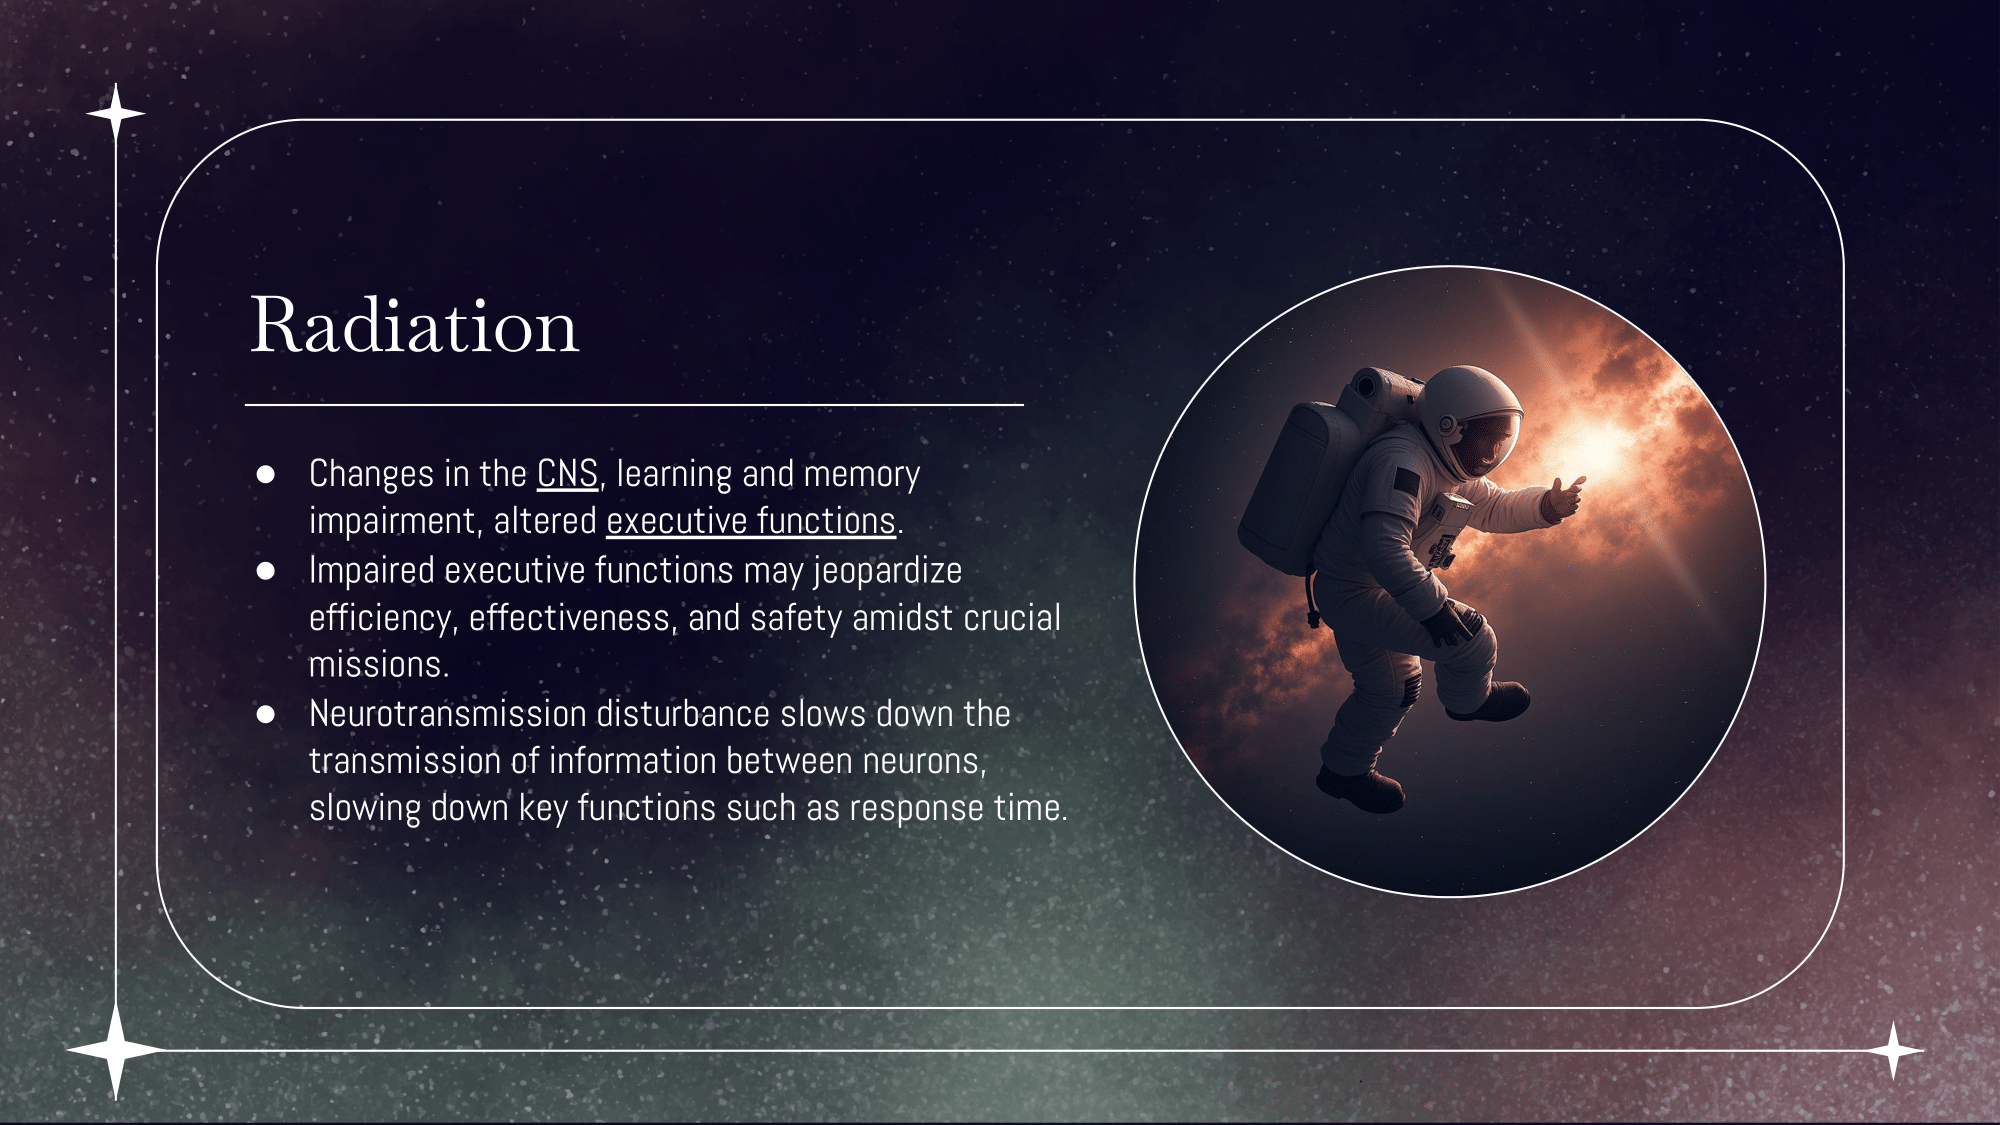 Radiation
● Changes in the CNS, learning and memory
impairment, altered executive functions.
● Impaired executive functions may jeopardize
efficiency, effectiveness, and safety amidst crucial
missions.
● Neurotransmission disturbance slows down the
transmission of information between neurons,
slowing down key functions such as response time.